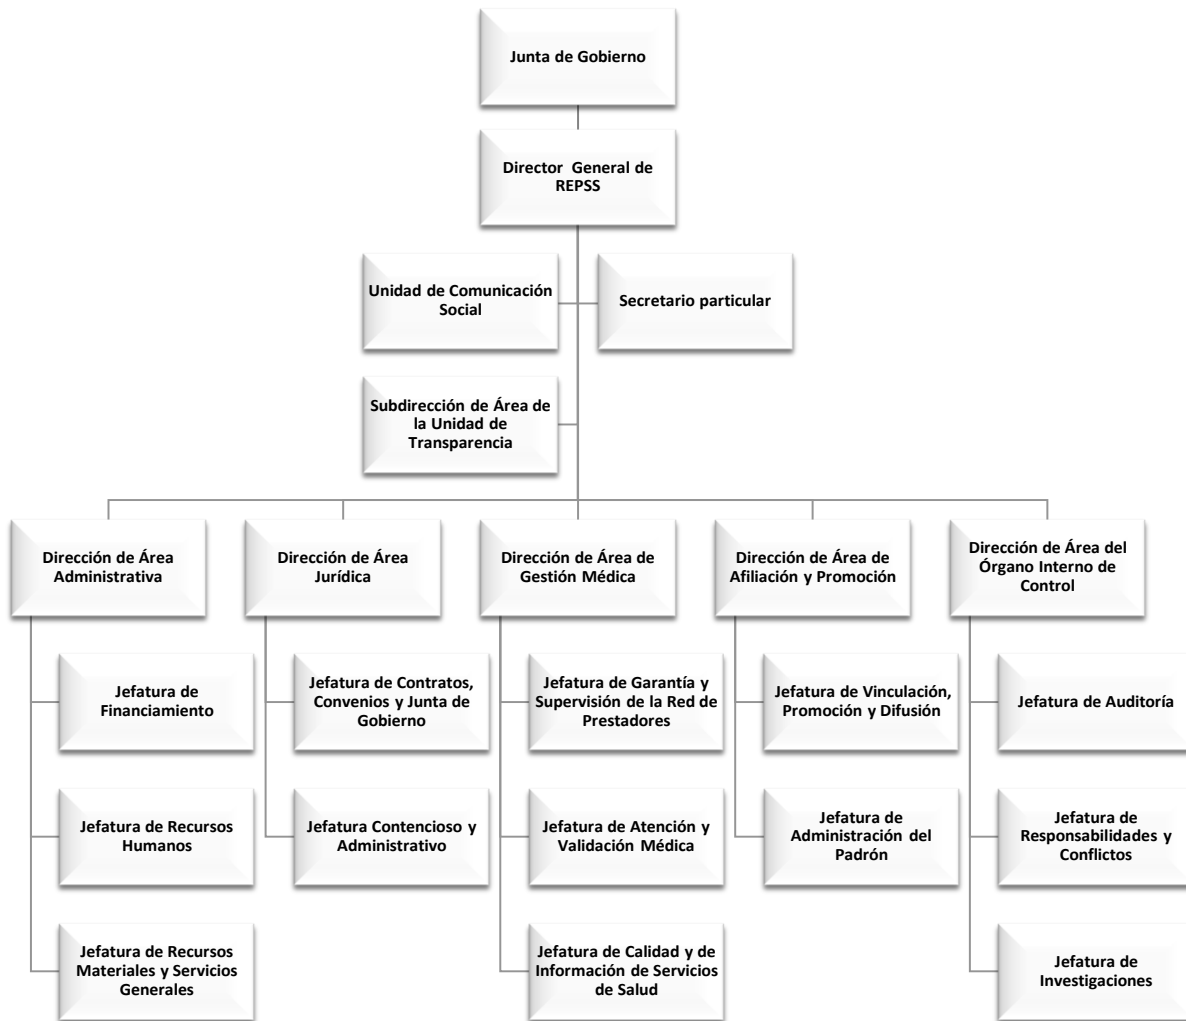 Junta de Gobierno
Director General de
REPSS
Unidad de Comunicación
Social
Secretario particular
Subdirección de Área de
la Unidad de
Transparencia
Dirección de Área
Administrativa
Dirección de Área
Jurídica
Dirección de Área de
Gestión Médica
Dirección de Área de
Afiliación y Promoción
Dirección de Área del
Órgano Interno de
Control
Jefatura de
Financiamiento
Jefatura de Contratos,
Convenios y Junta de
Gobierno
Jefatura de Garantía y
Supervisión de la Red de
Prestadores
Jefatura de Vinculación,
Promoción y Difusión
Jefatura de Auditoría
Jefatura de Recursos
Humanos
Jefatura Contencioso y
Administrativo
Jefatura de Atención y
Validación Médica
Jefatura de
Administración del
Padrón
Jefatura de
Responsabilidades y
Conflictos
Jefatura de Recursos
Materiales y Servicios
Generales
Jefatura de Calidad y de
Información de Servicios
de Salud
Jefatura de
Investigaciones